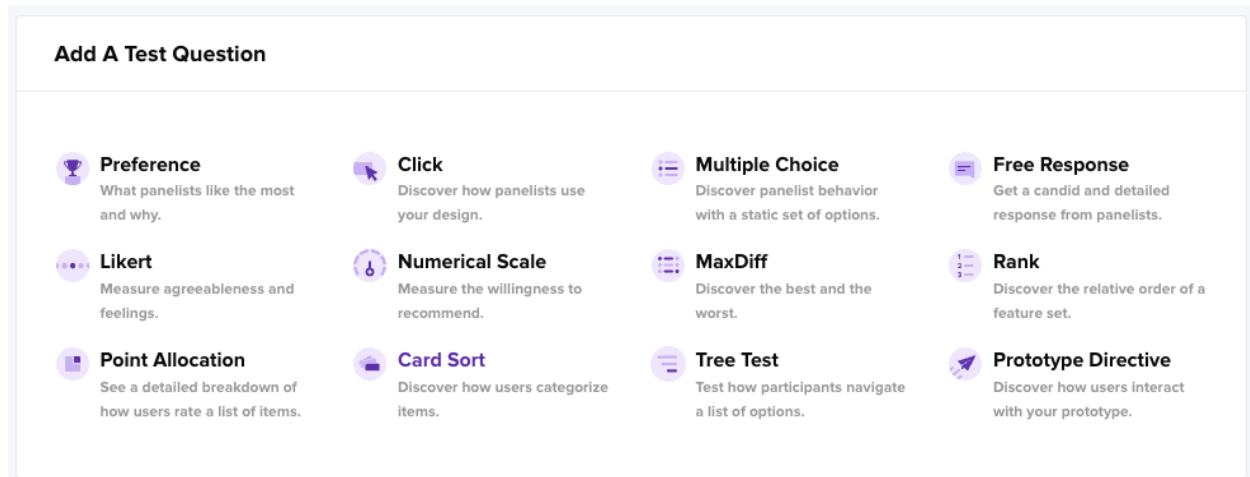 Add A Test Question
Preference
What panelists like the most
and why.
Click
Discover how panelists use
your design.
Multiple Choice
Discover panelist behavior
with a static set of options.
Free Response
Get a candid and detailed
response from panelists.
Likert
Measure agreeableness and
feelings.
Numerical Scale
Measure the willingness to
recommend.
MaxDiff
Discover the best and the
worst.
1
2
3
Rank
Discover the relative order of a
feature set.
Point Allocation
See a detailed breakdown of
how users rate a list of items.
Card Sort
Discover how users categorize
items.
Tree Test
Test how participants navigate
a list of options.
Prototype Directive
Discover how users interact
with your prototype.